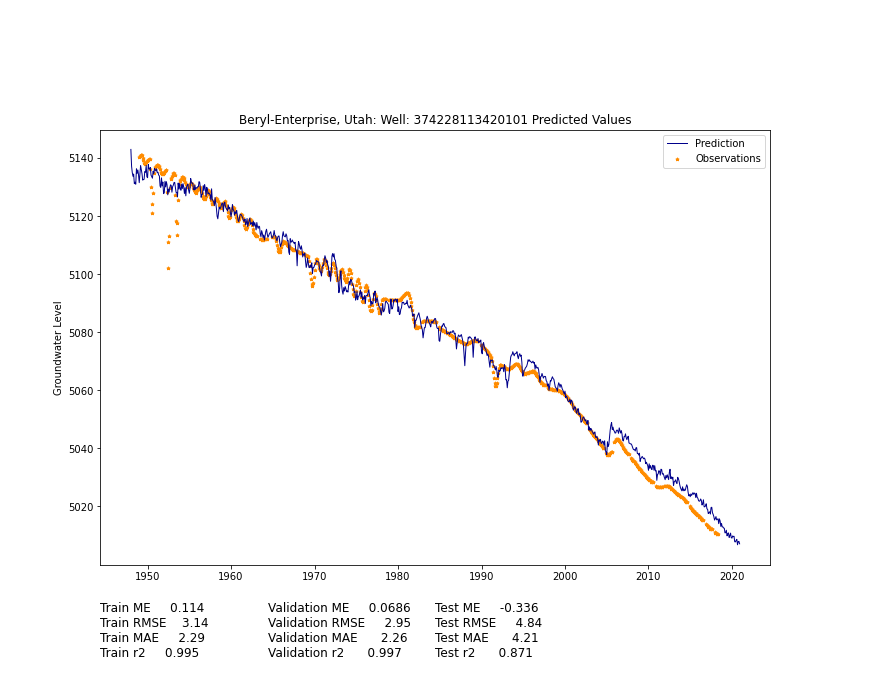 Beryl-Enterprise, Utah: Well: 374228113420101 Predicted Values
Prediction
Observations
Groundwater Level
5140
5120
5100
5080
5060
5040
5020
1950 1960 1970 1980 1990 2000 2010 2020
Train ME 0.114 Validation ME 0.0686 Test ME -0.336
Train RMSE 3.14 Validation RMSE 2.95 Test RMSE 4.84
Train MAE 2.29 Validation MAE 2.26 Test MAE 4.21
Train r2 0.995 Validation r2 0.997 Test r2 0.871